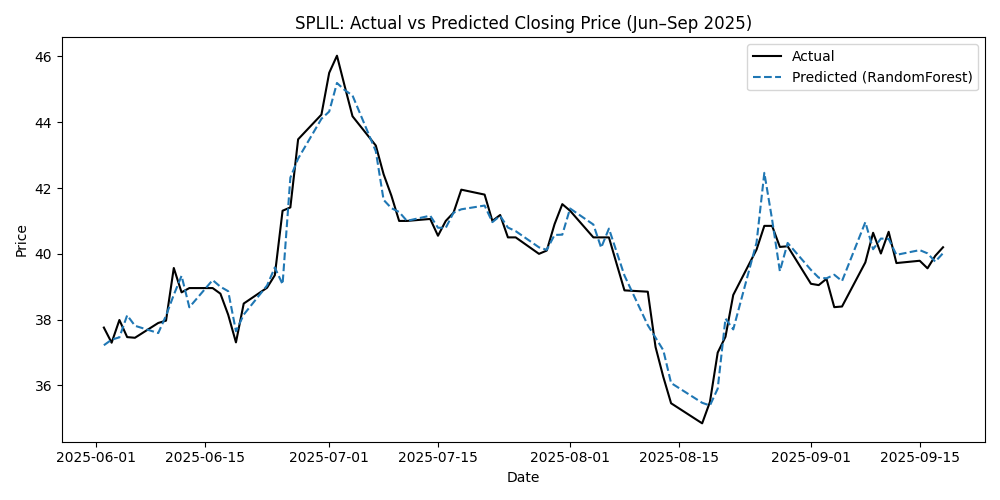 SPLIL: Actual vs Predicted Closing Price (Jun–Sep 2025)
Actual
Predicted (RandomForest)
Price
46
44
42
40
38
36
2025-06-01 2025-06-15 2025-07-01 2025-07-15 2025-08-01 2025-08-15 2025-09-01 2025-09-15
Date